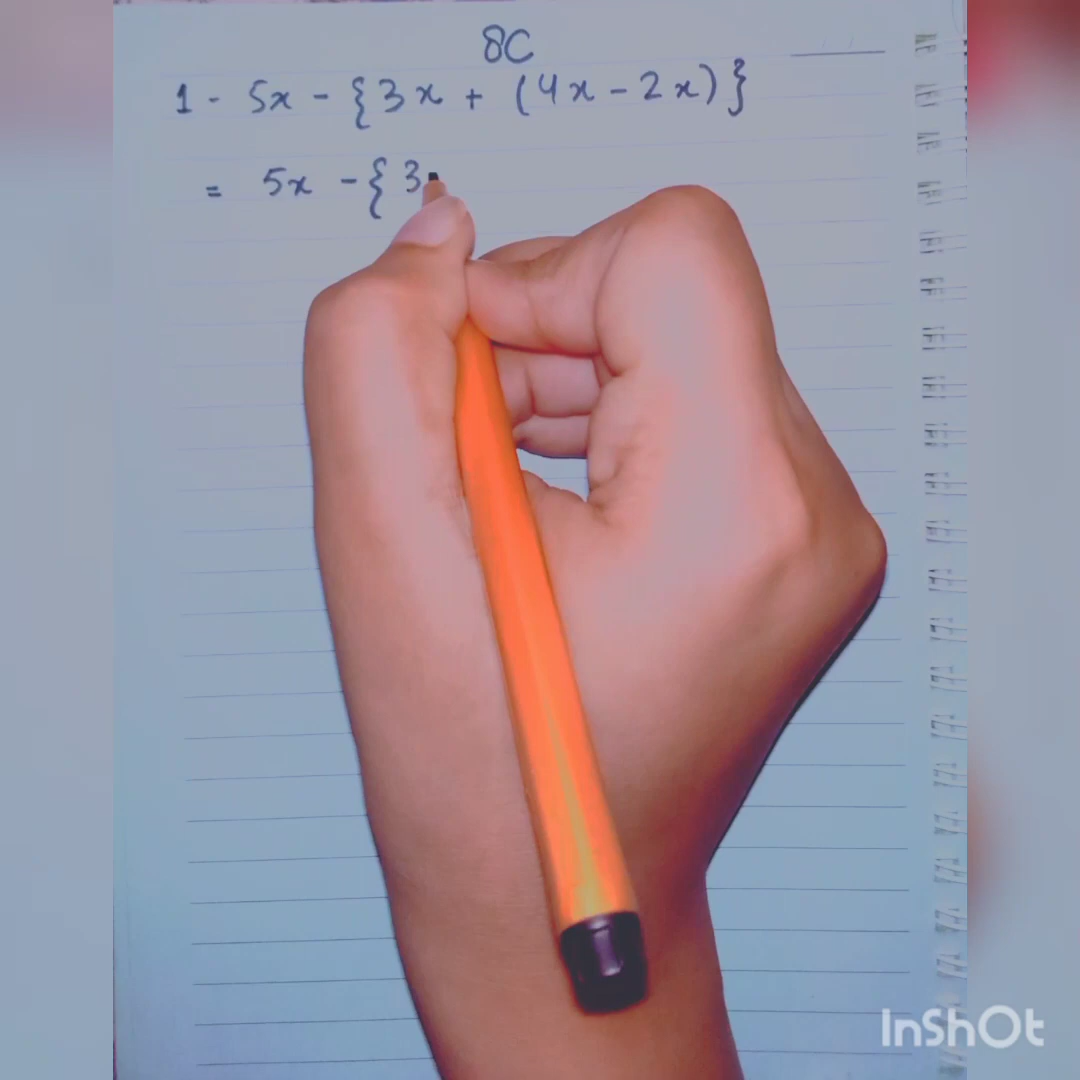 8C
1- 5x - {3x + (4x - 2x)}
= 5x - { 3
InShOt